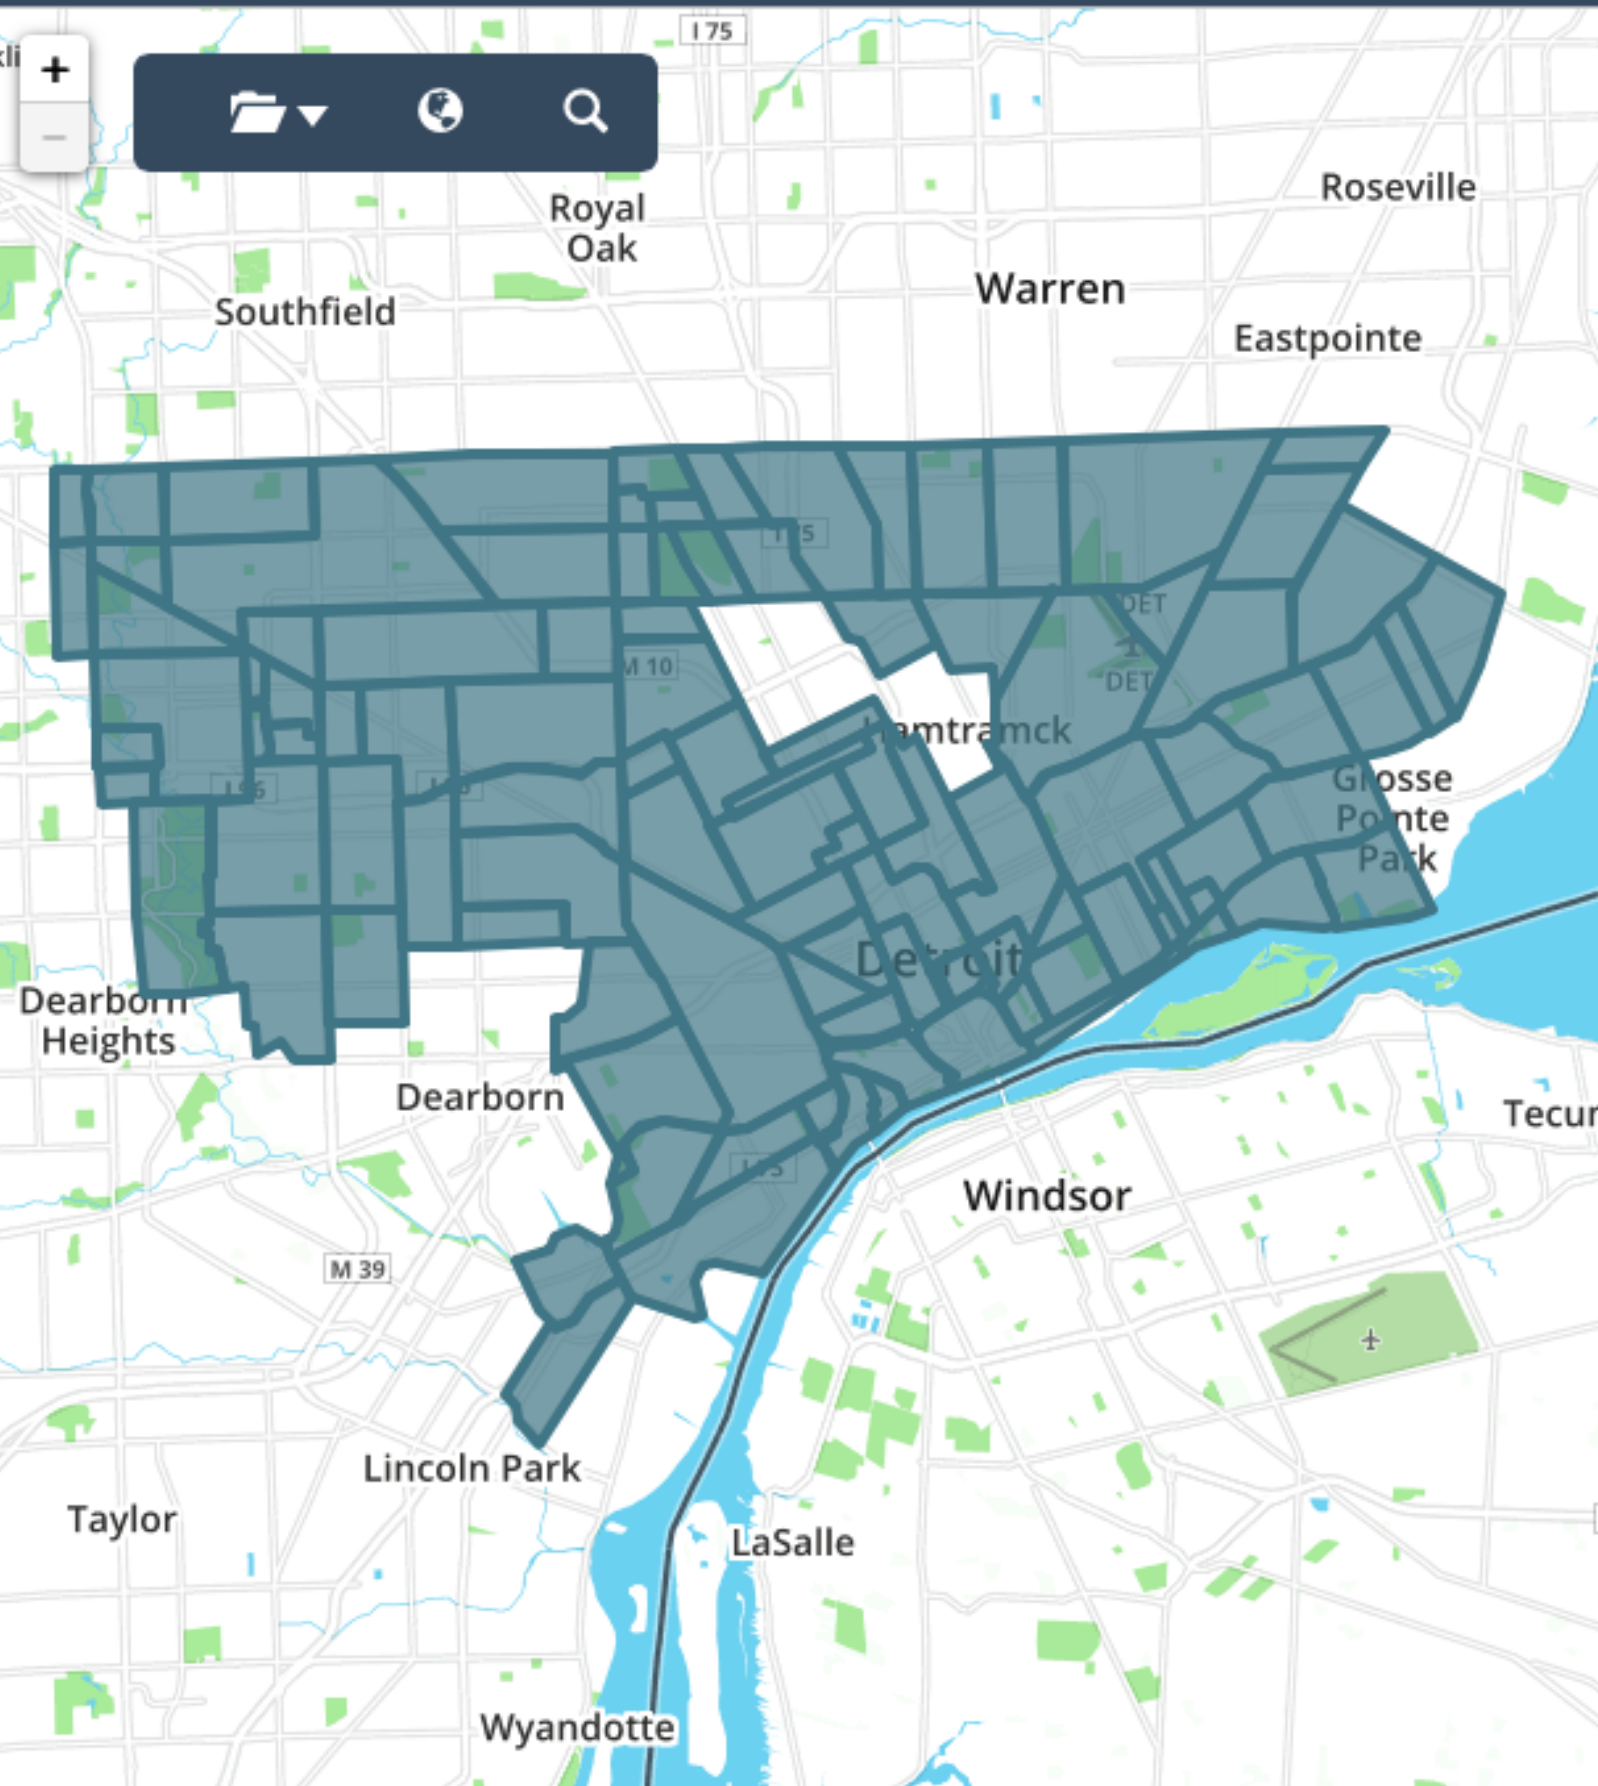 I 75
+
−
Roseville
Royal
Oak
Warren
Southfield
Eastpointe
DET
M 10
DET
Hamtramck
Grosse
Pointe
Park
Detroit
Dearborn
Heights
Dearborn
Windsor
M 39
Lincoln Park
Taylor
LaSalle
Wyandotte